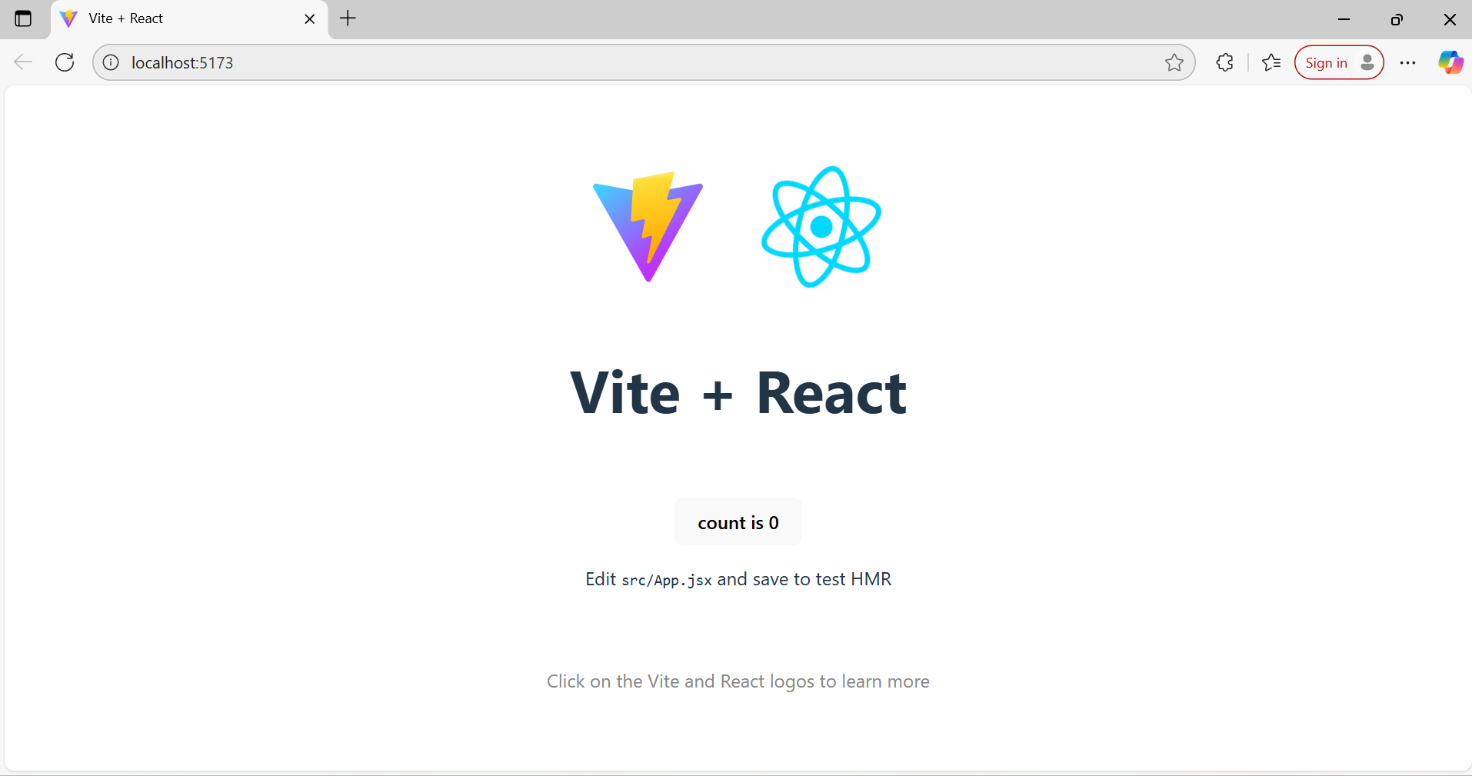 Vite + React
localhost:5173
Sign in
Vite + React
count is 0
Edit src/App.jsx and save to test HMR
Click on the Vite and React logos to learn more